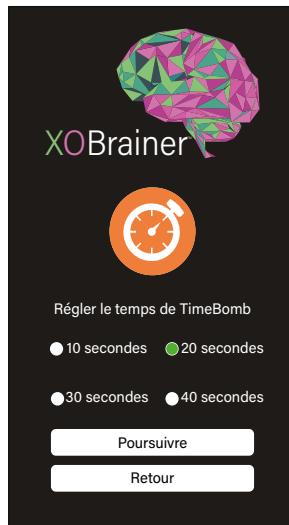 XOBrainer
Régler le temps de TimeBomb
10 secondes 20 secondes
30 secondes 40 secondes
Poursuivre
Retour